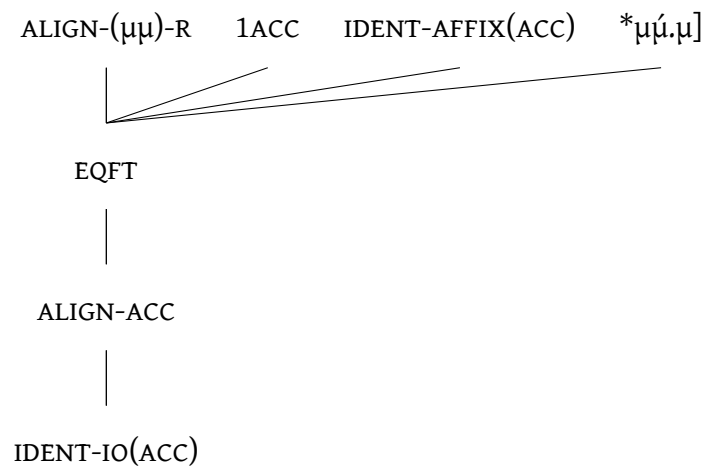 ALIGN-(μμ)-R 1ACC IDENT-AFFIX(ACC) *μμ́.μ]
EQFT
ALIGN-ACC
IDENT-IO(ACC)